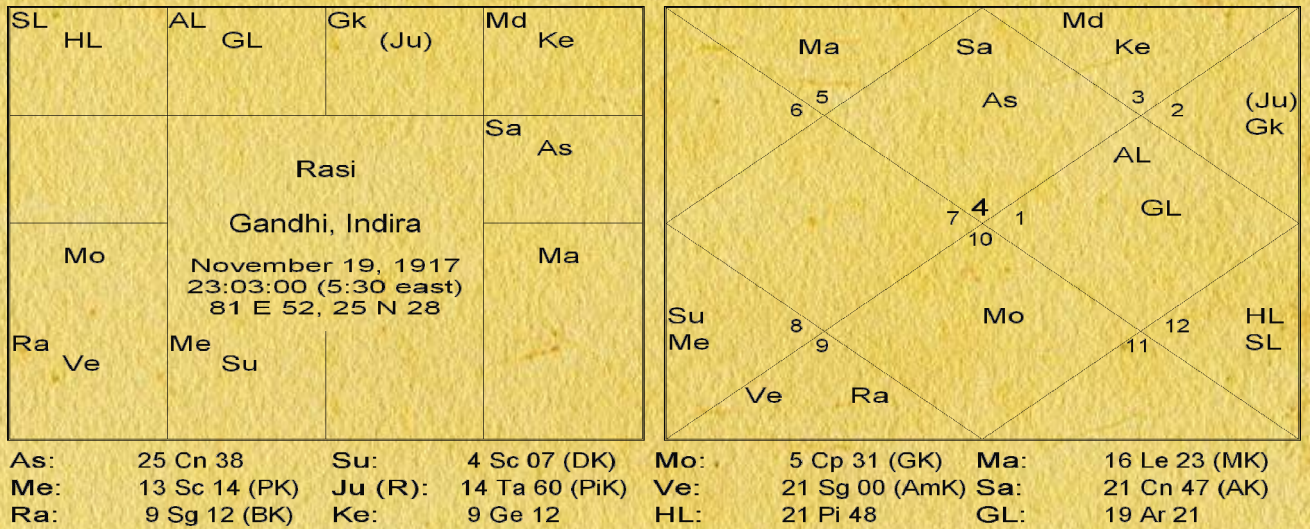 SL AL Gk Md
HL GL (Ju) Ke
Sa
As
Rasi
Gandhi, Indira
Mo November 19, 1917 Ma
23:03:00 (5:30 east)
81 E 52, 25 N 28
Ra Me
Ve Su
Md
Ma Sa Ke
As
5 3
6 2
(Ju)
Gk
AL
GL
4
7 1
10
Su Mo HL
Me SL
8 12
9 11
Ve Ra
As: 25 Cn 38 Su: 4 Sc 07 (DK) Mo: 5 Cp 31 (GK) Ma: 16 Le 23 (MK)
Me: 13 Sc 14 (PK) Ju (R): 14 Ta 60 (PiK) Ve: 21 Sg 00 (AmK) Sa: 21 Cn 47 (AK)
Ra: 9 Sg 12 (BK) Ke: 9 Ge 12 HL: 21 Pi 48 GL: 19 Ar 21